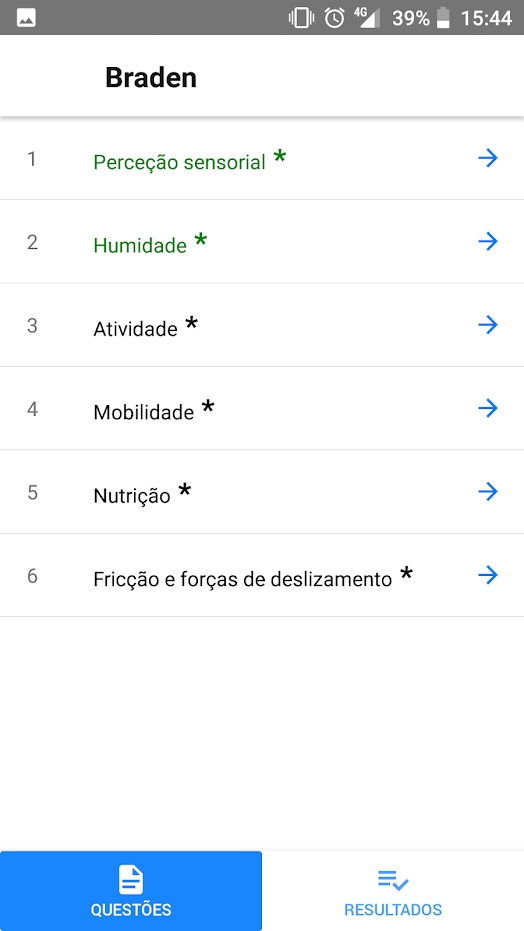 4G 39% 15:44
Braden
1 Perceção sensorial *
2 Humidade *
3 Atividade *
4 Mobilidade *
5 Nutrição *
6 Fricção e forças de deslizamento *
QUESTÕES RESULTADOS